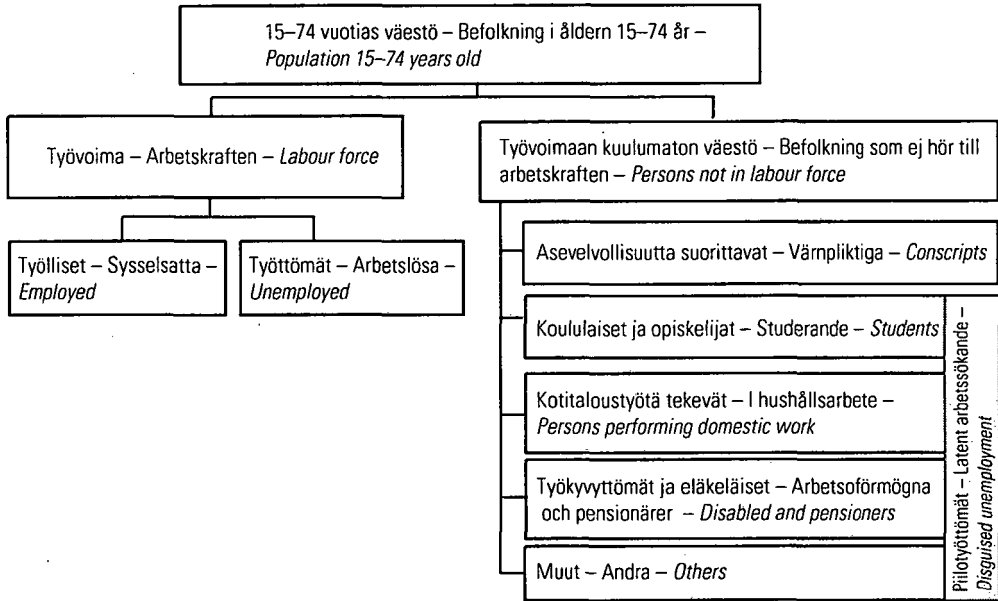 15–74 vuotias väestö – Befolkning i åldern 15–74 år –
Population 15–74 years old
Työvoima – Arbetskraften – Labour force
Työvoimaan kuulumaton väestö – Befolkning som ej hör till
arbetskraften – Persons not in labour force
Työlliset – Sysselsatta –
Employed
Työttömät – Arbetslösa –
Unemployed
Asevelvollisuutta suorittavat – Värnpliktiga – Conscripts
Koululaiset ja opiskelijat – Studerande – Students
Kotitaloustyötä tekevät – I hushållsarbete –
Persons performing domestic work
Työkyvyttömät ja eläkeläiset – Arbetsoförmögna
och pensionärer – Disabled and pensioners
Muut – Andra – Others
Piilotyöttömät – Latent arbetssökande –
Disguised unemployment